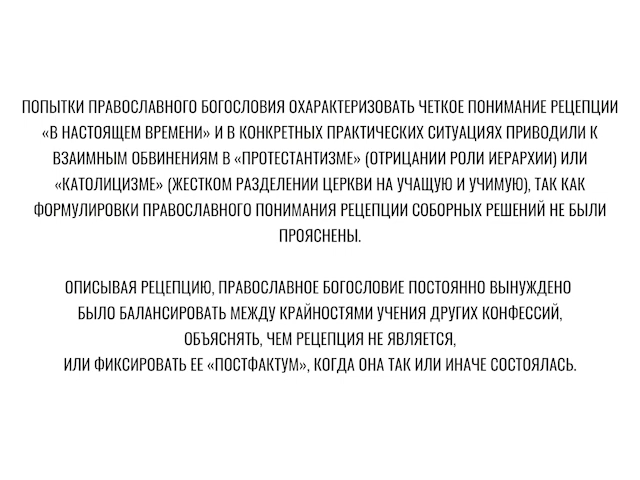 ПОПЫТКИ ПРАВОСЛАВНОГО БОГОСЛОВИЯ ОХАРАКТЕРИЗОВАТЬ ЧЕТКОЕ ПОНИМАНИЕ РЕЦЕПЦИИ
«В НАСТОЯЩЕМ ВРЕМЕНИ» И В КОНКРЕТНЫХ ПРАКТИЧЕСКИХ СИТУАЦИЯХ ПРИВОДИЛИ К
ВЗАИМНЫМ ОБВИНЕНИЯМ В «ПРОТЕСТАНТИЗМЕ» (ОТРИЦАНИИ РОЛИ ИЕРАРХИИ) ИЛИ
«КАТОЛИЦИЗМЕ» (ЖЕСТКОМ РАЗДЕЛЕНИИ ЦЕРКВИ НА УЧАЩУЮ И УЧИМУЮ), ТАК КАК
ФОРМУЛИРОВКИ ПРАВОСЛАВНОГО ПОНИМАНИЯ РЕЦЕПЦИИ СОБОРНЫХ РЕШЕНИЙ НЕ БЫЛИ
ПРОЯСНЕНЫ.
ОПИСЫВАЯ РЕЦЕПЦИЮ, ПРАВОСЛАВНОЕ БОГОСЛОВИЕ ПОСТОЯННО ВЫНУЖДЕНО
БЫЛО БАЛАНСИРОВАТЬ МЕЖДУ КРАЙНОСТЯМИ УЧЕНИЯ ДРУГИХ КОНФЕССИЙ,
ОБЪЯСНЯТЬ, ЧЕМ РЕЦЕПЦИЯ НЕ ЯВЛЯЕТСЯ,
ИЛИ ФИКСИРОВАТЬ ЕЕ «ПОСТФАКТУМ», КОГДА ОНА ТАК ИЛИ ИНАЧЕ СОСТОЯЛАСЬ.